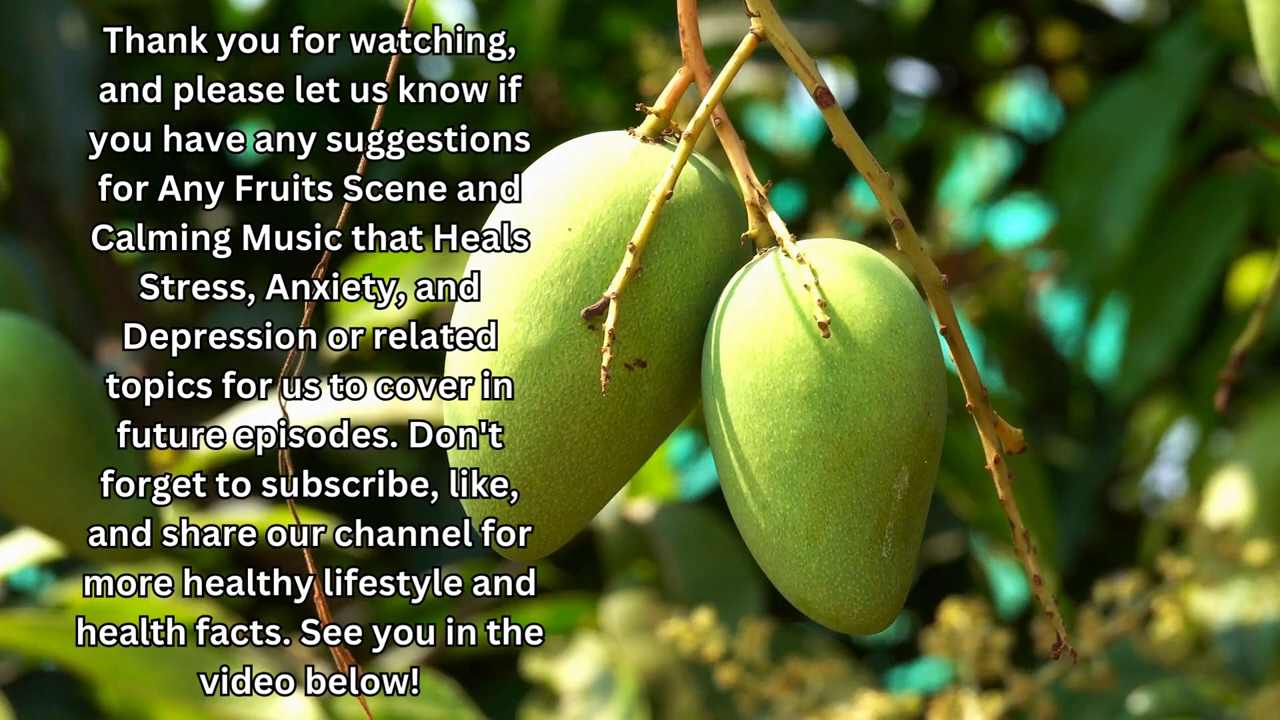 Thank you for watching,
and please let us know if
you have any suggestions
for Any Fruits Scene and
Calming Music that Heals
Stress, Anxiety, and
Depression or related
topics for us to cover in
future episodes. Don't
forget to subscribe, like,
and share our channel for
more healthy lifestyle and
health facts. See you in the
video below!